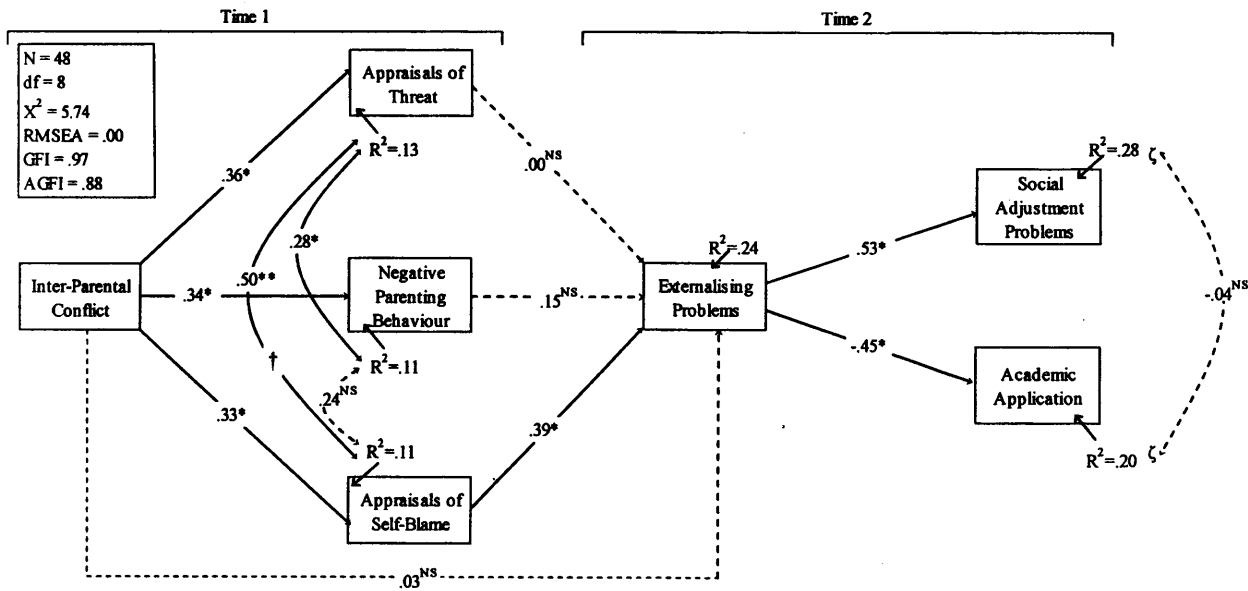 Time 1
Time 2
N = 48
df = 8
X² = 5.74
RMSEA = .00
GFI = .97
AGFI = .88
Appraisals of
Threat
R²=.13
.36*
.00NS
R²=.28 ζ
Social
Adjustment
Problems
.28*
.50**
R²=.24
.53*
Inter-Parental
Conflict
.34*
Negative
Parenting
Behaviour
.15NS
Externalising
Problems
-.04NS
-.45*
†
R²=.11
.24NS
Academic
Application
.33*
.39*
R²=.11
R²=.20 ζ
Appraisals of
Self-Blame
.03NS